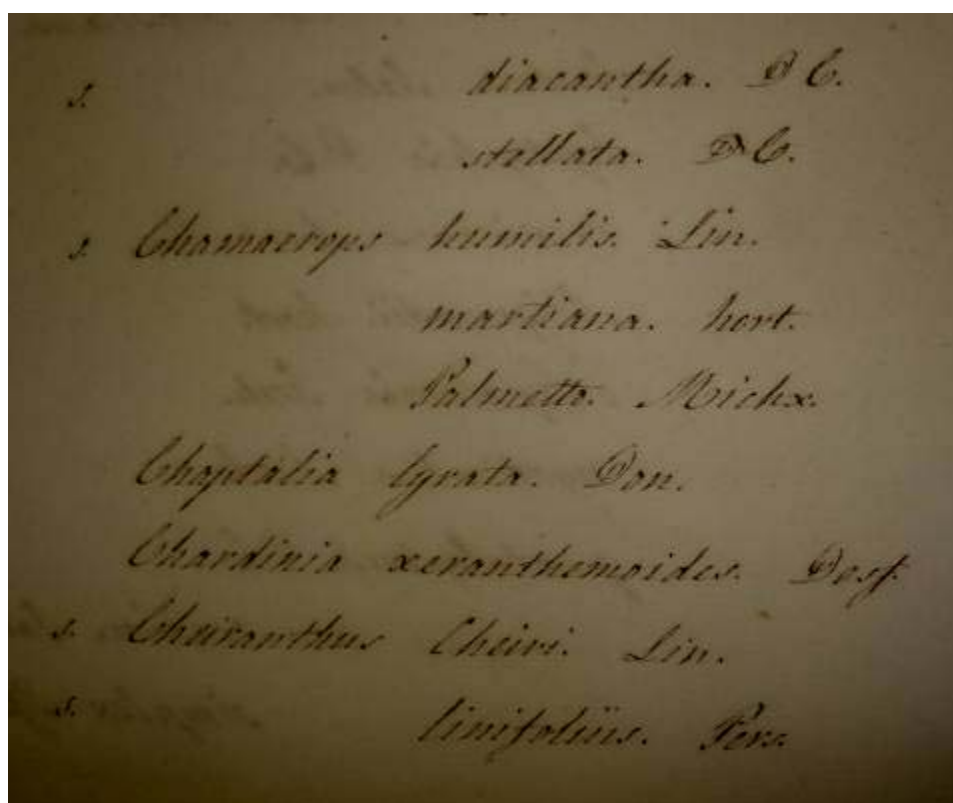 s. diacantha. DC.
stellata. DC.
s. Chamaerops humilis. Lin.
martiana. hort.
Palmetto. Michx.
Chaptalia lyrata. Don.
Chardinia xeranthemoides. Desf.
s. Cheiranthus Cheiri. Lin.
s. linifoliüs. Pers.